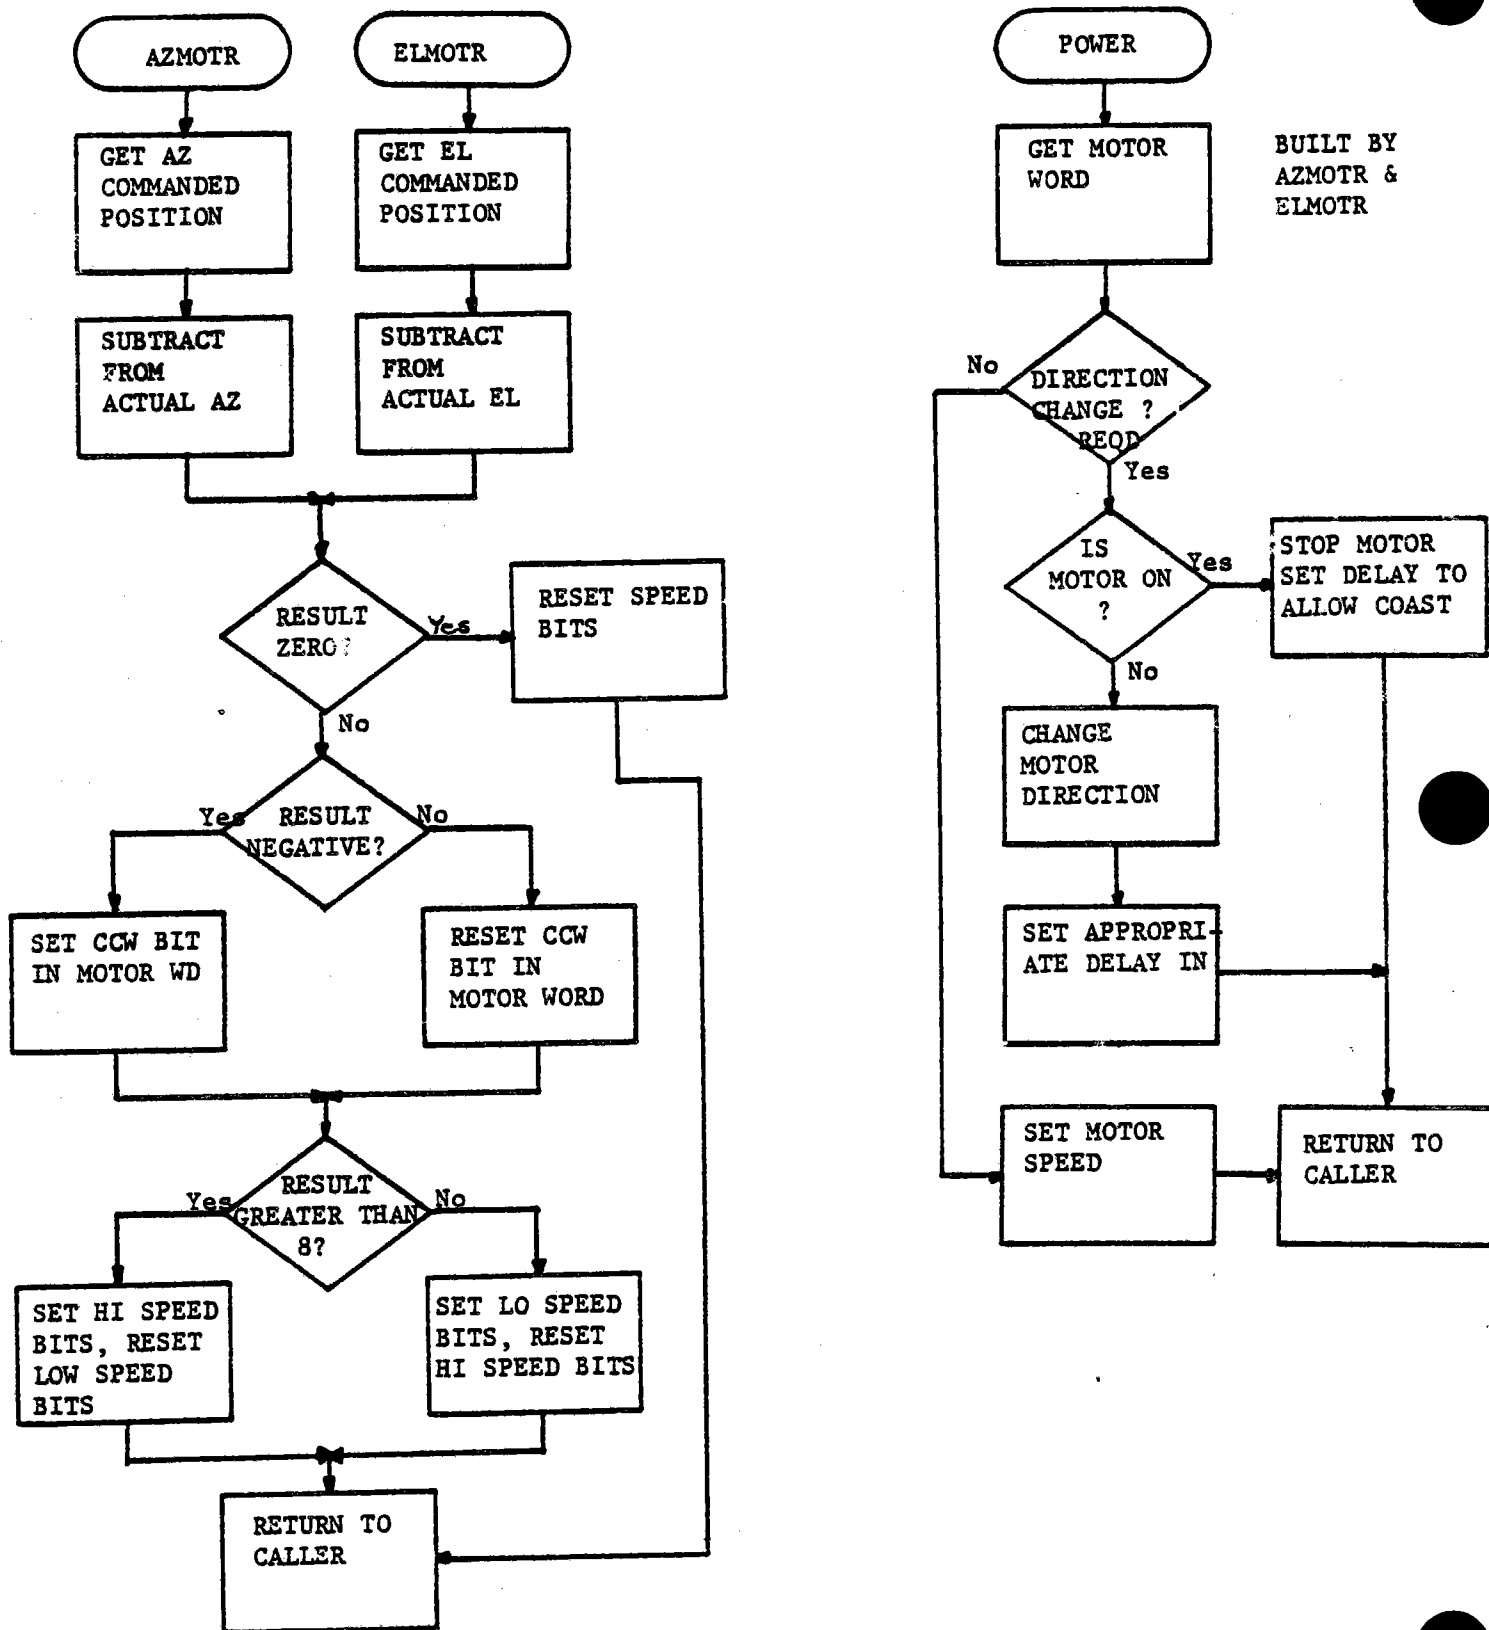 AZMOTR
ELMOTR
GET AZ
COMMANDED
POSITION
GET EL
COMMANDED
POSITION
SUBTRACT
FROM
ACTUAL AZ
SUBTRACT
FROM
ACTUAL EL
RESULT
ZERO?
Yes
RESET SPEED
BITS
No
RESULT
NEGATIVE?
Yes
No
SET CCW BIT
IN MOTOR WD
RESET CCW
BIT IN
MOTOR WORD
RESULT
GREATER THAN
8?
Yes
No
SET HI SPEED
BITS, RESET
LOW SPEED
BITS
SET LO SPEED
BITS, RESET
HI SPEED BITS
RETURN TO
CALLER
POWER
GET MOTOR
WORD
BUILT BY
AZMOTR &
ELMOTR
No
DIRECTION
CHANGE ?
REQD
Yes
IS
MOTOR ON
?
Yes
STOP MOTOR
SET DELAY TO
ALLOW COAST
No
CHANGE
MOTOR
DIRECTION
SET APPROPRI-
ATE DELAY IN
SET MOTOR
SPEED
RETURN TO
CALLER